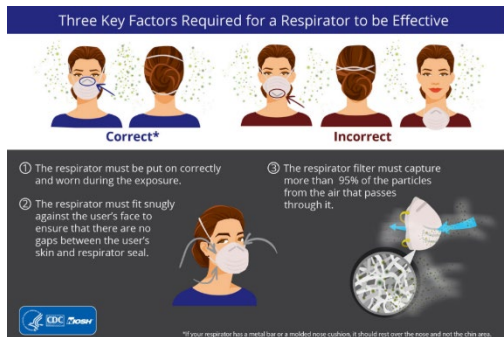 Three Key Factors Required for a Respirator to be Effective
Correct*
Incorrect
① The respirator must be put on correctly
and worn during the exposure.
② The respirator must fit snugly
against the user's face to
ensure that there are no
gaps between the user's
skin and respirator seal.
③ The respirator filter must capture
more than 95% of the particles
from the air that passes
through it.
CDC NIOSH
*If your respirator has a metal bar or a molded nose cushion, it should rest over the nose and not the chin area.